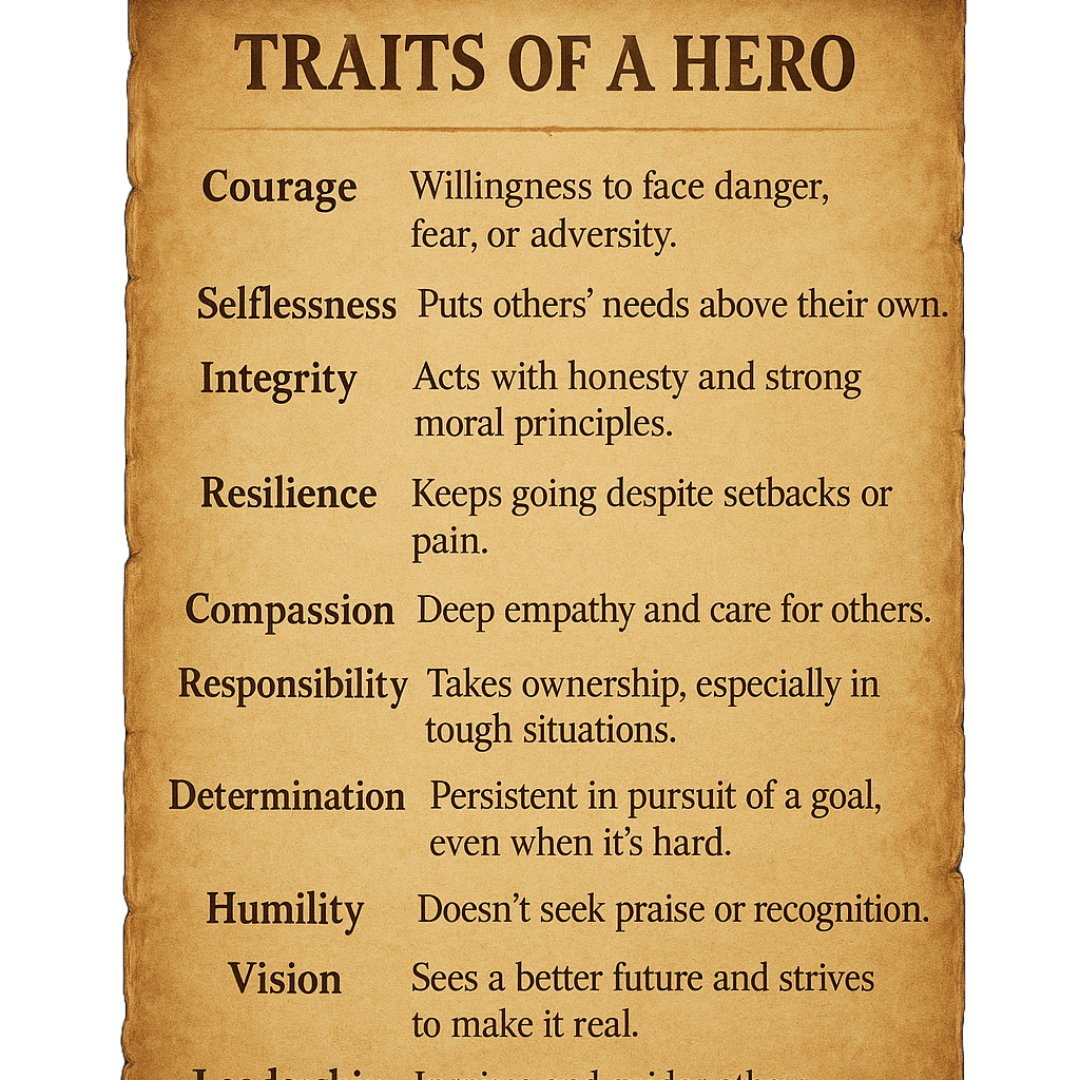 TRAITS OF A HERO
Courage Willingness to face danger,
fear, or adversity.
Selflessness Puts others’ needs above their own.
Integrity Acts with honesty and strong
moral principles.
Resilience Keeps going despite setbacks or
pain.
Compassion Deep empathy and care for others.
Responsibility Takes ownership, especially in
tough situations.
Determination Persistent in pursuit of a goal,
even when it’s hard.
Humility Doesn’t seek praise or recognition.
Vision Sees a better future and strives
to make it real.